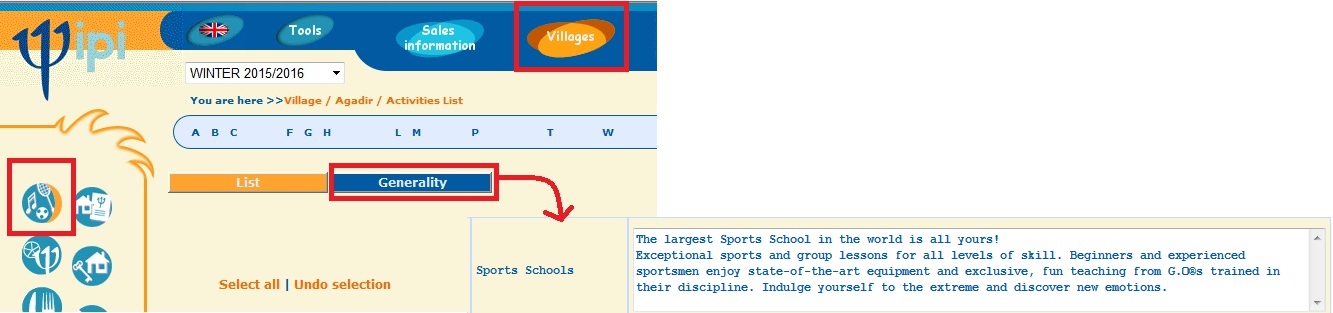 ipi
Tools
Sales
information
Villages
WINTER 2015/2016
You are here >>Village / Agadir / Activities List
A B C F G H L M P T W
List
Generality
Select all | Undo selection
Sports Schools
The largest Sports School in the world is all yours!
Exceptional sports and group lessons for all levels of skill. Beginners and experienced
sportsmen enjoy state-of-the-art equipment and exclusive, fun teaching from G.O®s trained in
their discipline. Indulge yourself to the extreme and discover new emotions.